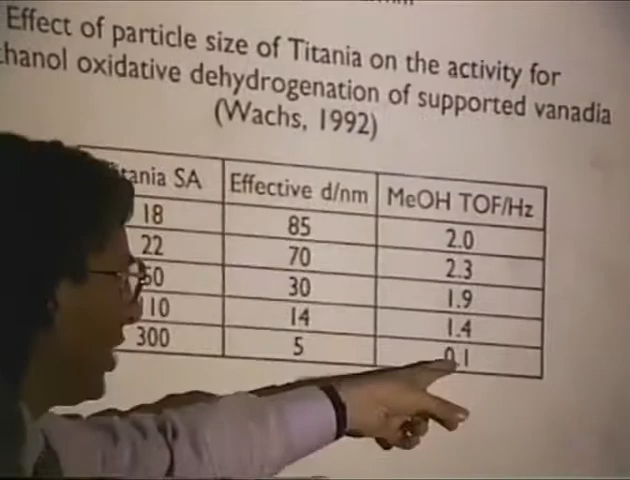 Effect of particle size of Titania on the activity for
hanol oxidative dehydrogenation of supported vanadia
(Wachs, 1992)
tania SA Effective d/nm MeOH TOF/Hz
18 85 2.0
22 70 2.3
50 30 1.9
110 14 1.4
300 5 0.1